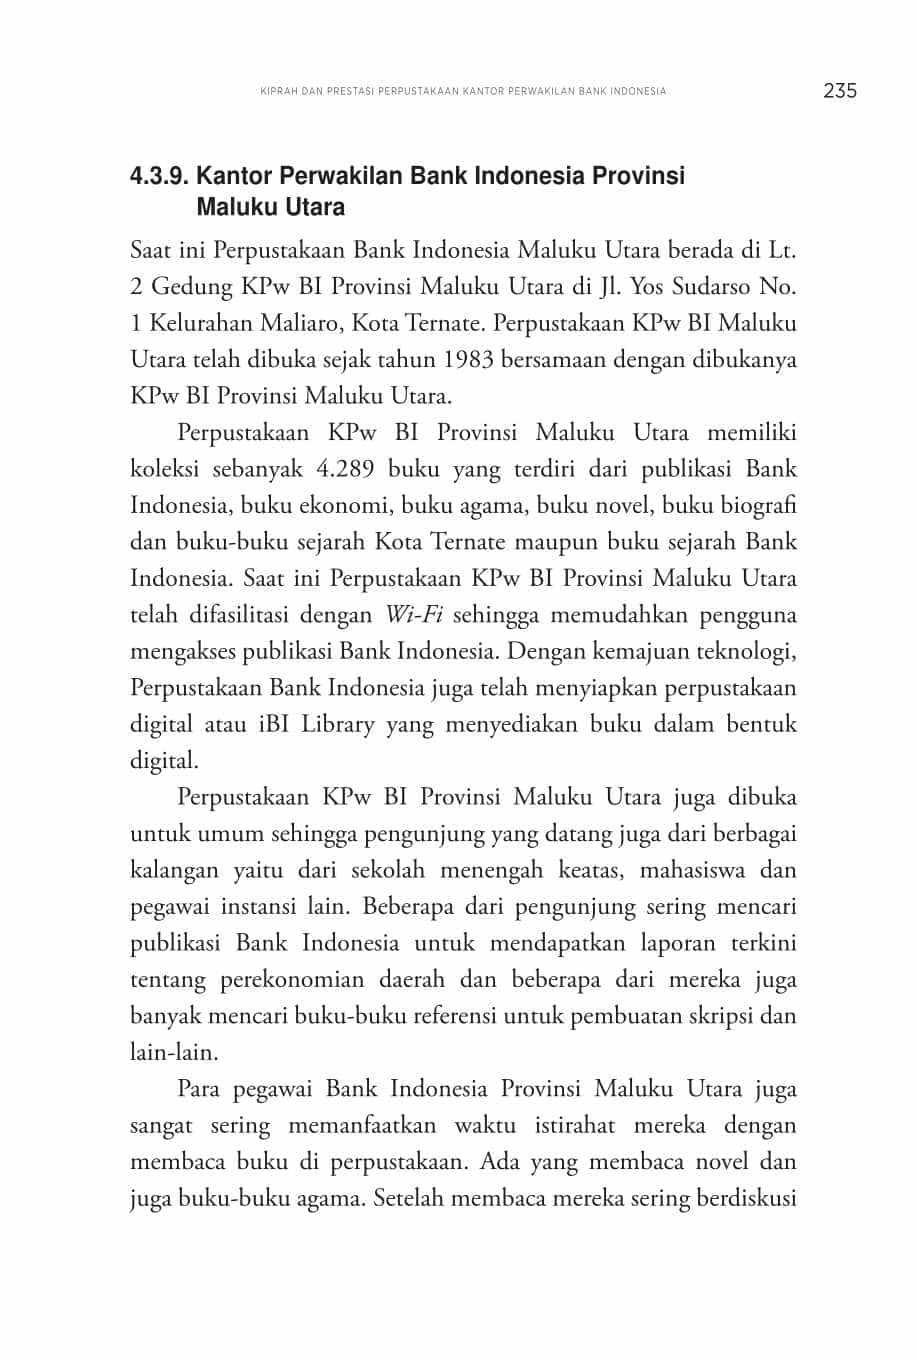 KIPRAH DAN PRESTASI PERPUSTAKAAN KANTOR PERWAKILAN BANK INDONESIA 235
4.3.9. Kantor Perwakilan Bank Indonesia Provinsi
Maluku Utara
Saat ini Perpustakaan Bank Indonesia Maluku Utara berada di Lt.
2 Gedung KPw BI Provinsi Maluku Utara di Jl. Yos Sudarso No.
1 Kelurahan Maliaro, Kota Ternate. Perpustakaan KPw BI Maluku
Utara telah dibuka sejak tahun 1983 bersamaan dengan dibukanya
KPw BI Provinsi Maluku Utara.
Perpustakaan KPw BI Provinsi Maluku Utara memiliki
koleksi sebanyak 4.289 buku yang terdiri dari publikasi Bank
Indonesia, buku ekonomi, buku agama, buku novel, buku biografi
dan buku-buku sejarah Kota Ternate maupun buku sejarah Bank
Indonesia. Saat ini Perpustakaan KPw BI Provinsi Maluku Utara
telah difasilitasi dengan Wi-Fi sehingga memudahkan pengguna
mengakses publikasi Bank Indonesia. Dengan kemajuan teknologi,
Perpustakaan Bank Indonesia juga telah menyiapkan perpustakaan
digital atau iBI Library yang menyediakan buku dalam bentuk
digital.
Perpustakaan KPw BI Provinsi Maluku Utara juga dibuka
untuk umum sehingga pengunjung yang datang juga dari berbagai
kalangan yaitu dari sekolah menengah keatas, mahasiswa dan
pegawai instansi lain. Beberapa dari pengunjung sering mencari
publikasi Bank Indonesia untuk mendapatkan laporan terkini
tentang perekonomian daerah dan beberapa dari mereka juga
banyak mencari buku-buku referensi untuk pembuatan skripsi dan
lain-lain.
Para pegawai Bank Indonesia Provinsi Maluku Utara juga
sangat sering memanfaatkan waktu istirahat mereka dengan
membaca buku di perpustakaan. Ada yang membaca novel dan
juga buku-buku agama. Setelah membaca mereka sering berdiskusi